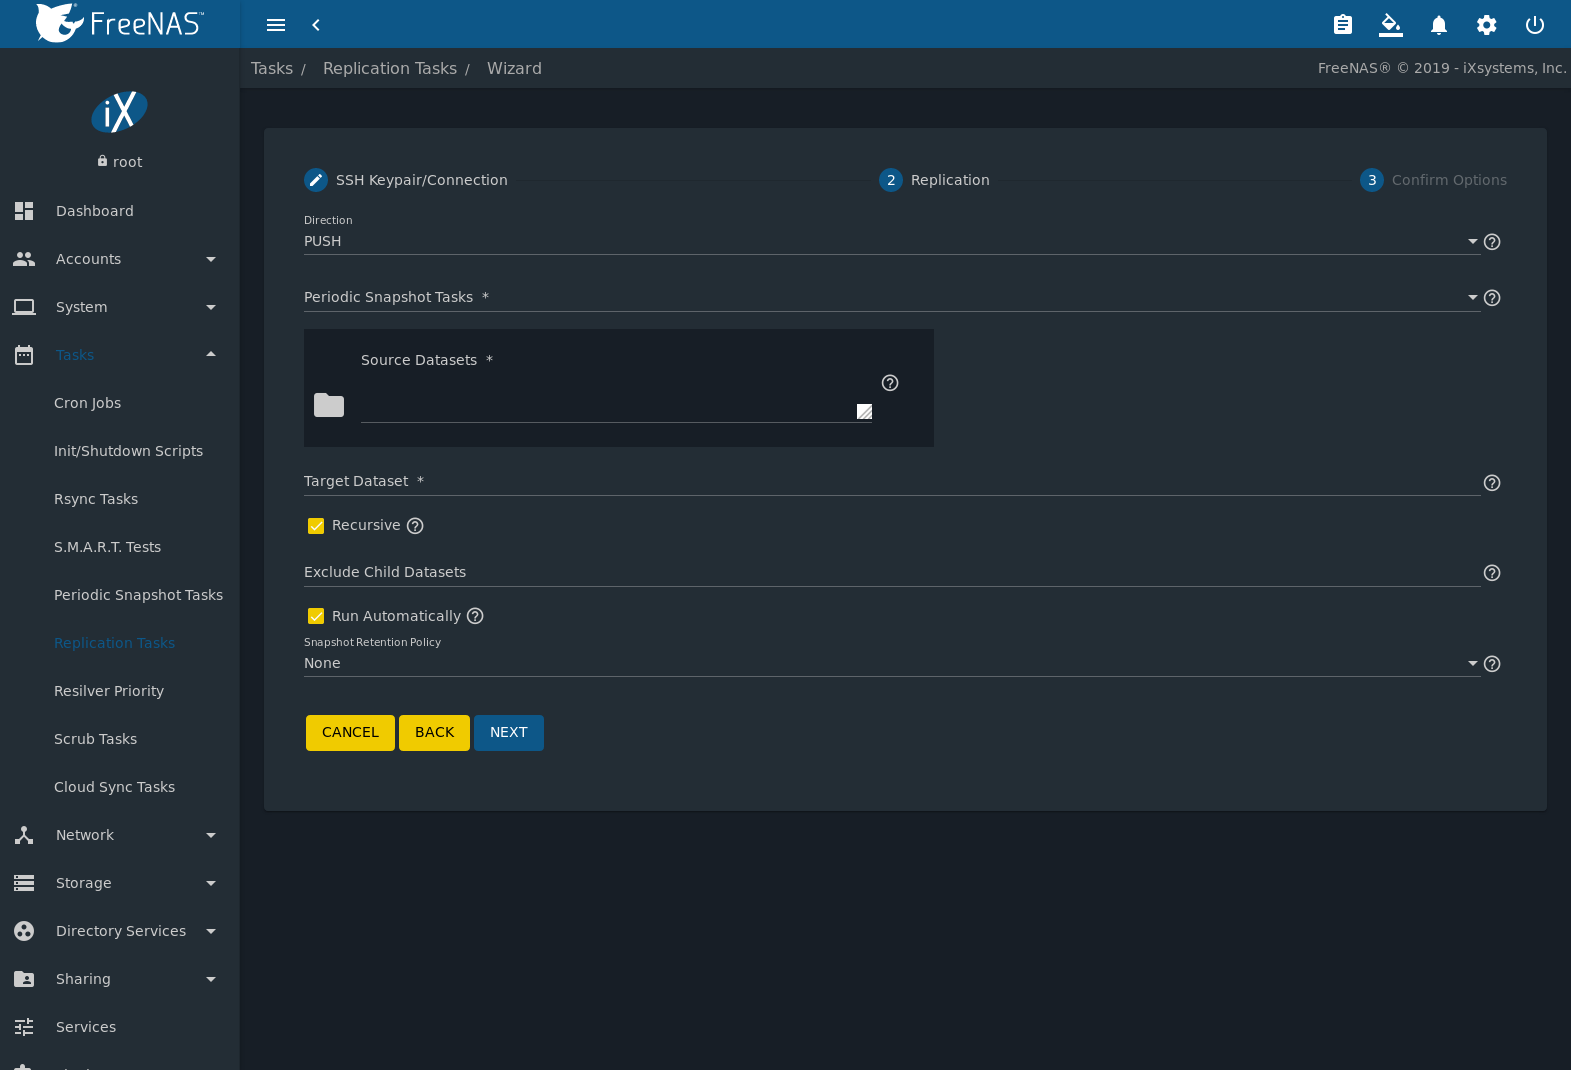 FreeNAS™
Tasks / Replication Tasks / Wizard
FreeNAS® © 2019 - iXsystems, Inc.
iX
root
Dashboard
Accounts
System
Tasks
Cron Jobs
Init/Shutdown Scripts
Rsync Tasks
S.M.A.R.T. Tests
Periodic Snapshot Tasks
Replication Tasks
Resilver Priority
Scrub Tasks
Cloud Sync Tasks
Network
Storage
Directory Services
Sharing
Services
SSH Keypair/Connection
2 Replication
3 Confirm Options
Direction
PUSH
Periodic Snapshot Tasks *
Source Datasets *
Target Dataset *
Recursive
Exclude Child Datasets
Run Automatically
Snapshot Retention Policy
None
CANCEL BACK NEXT